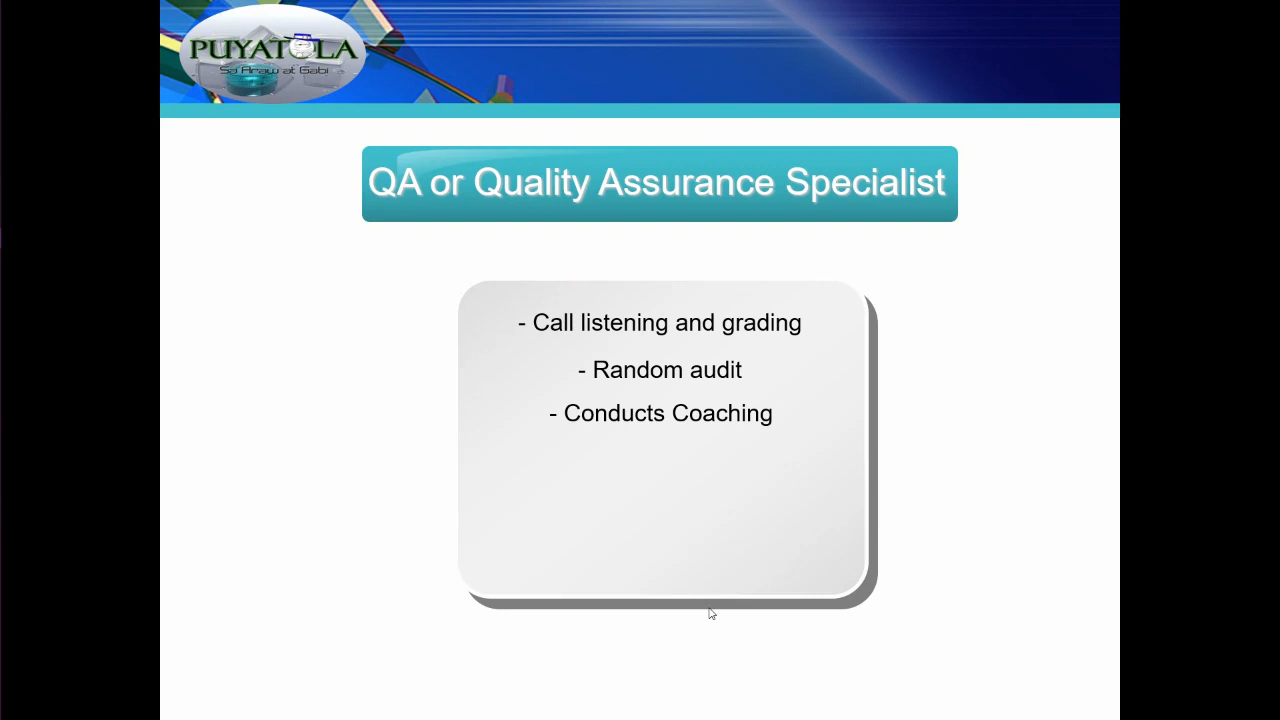 PUYATOLA
Sa Araw at Gabi
QA or Quality Assurance Specialist
- Call listening and grading
- Random audit
- Conducts Coaching